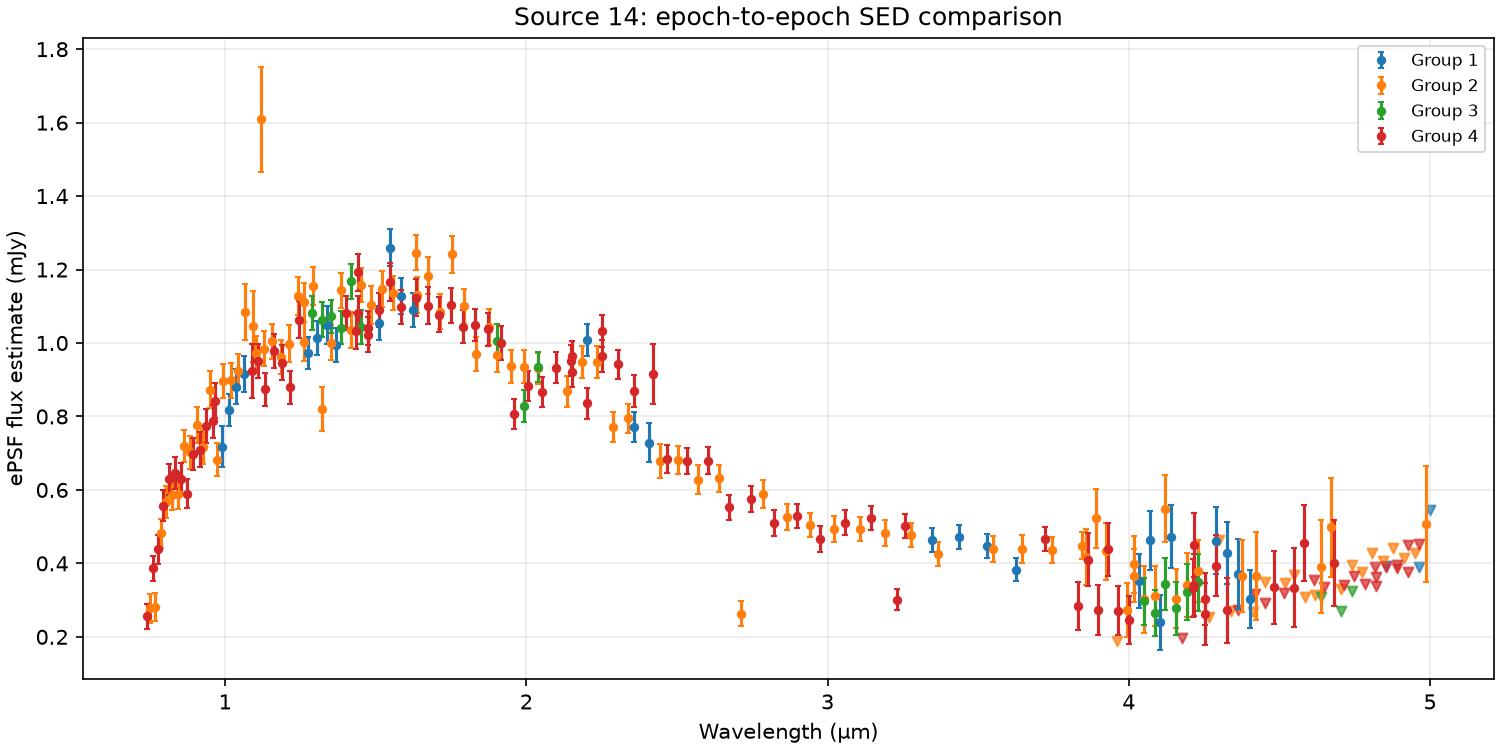 Source 14: epoch-to-epoch SED comparison
ePSF flux estimate (mJy)
1.8
1.6
1.4
1.2
1.0
0.8
0.6
0.4
0.2
Group 1
Group 2
Group 3
Group 4
1 2 3 4 5
Wavelength (μm)